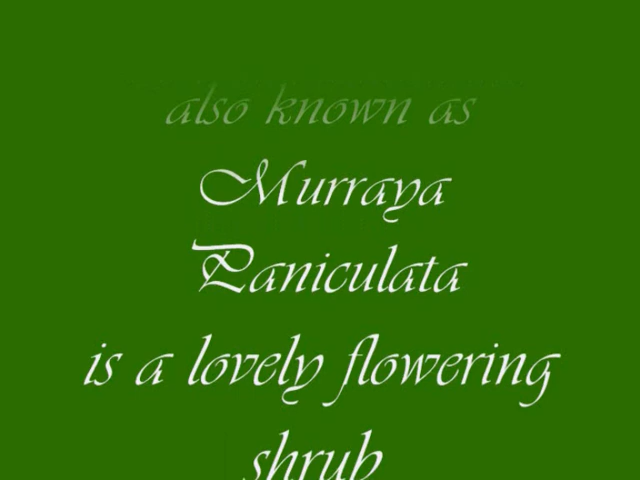 also known as
Murraya
Paniculata
is a lovely flowering
shrub